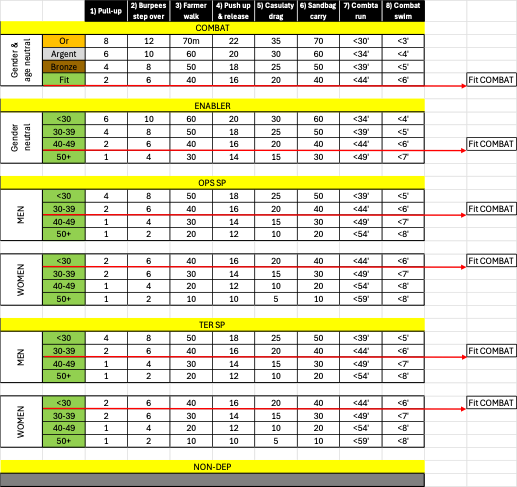 1) Pull-up 2) Burpees step over 3) Farmer walk 4) Push up & release 5) Casulaty drag 6) Sandbag carry 7) Combta run 8) Combat swim
COMBAT
Gender & age neutral
Or 8 12 70m 22 35 70 <30' <3'
Argent 6 10 60 20 30 60 <34' <4'
Bronze 4 8 50 18 25 50 <39' <5'
Fit 2 6 40 16 20 40 <44' <6' Fit COMBAT
ENABLER
Gender neutral
<30 6 10 60 20 30 60 <34' <4'
30-39 4 8 50 18 25 50 <39' <5'
40-49 2 6 40 16 20 40 <44' <6' Fit COMBAT
50+ 1 4 30 14 15 30 <49' <7'
OPS SP
MEN
<30 4 8 50 18 25 50 <39' <5'
30-39 2 6 40 16 20 40 <44' <6' Fit COMBAT
40-49 1 4 30 14 15 30 <49' <7'
50+ 1 2 20 12 10 20 <54' <8'
WOMEN
<30 2 6 40 16 20 40 <44' <6' Fit COMBAT
30-39 2 6 30 14 15 30 <49' <7'
40-49 1 4 20 12 10 20 <54' <8'
50+ 1 2 10 10 5 10 <59' <8'
TER SP
MEN
<30 4 8 50 18 25 50 <39' <5'
30-39 2 6 40 16 20 40 <44' <6' Fit COMBAT
40-49 1 4 30 14 15 30 <49' <7'
50+ 1 2 20 12 10 20 <54' <8'
WOMEN
<30 2 6 40 16 20 40 <44' <6' Fit COMBAT
30-39 2 6 30 14 15 30 <49' <7'
40-49 1 4 20 12 10 20 <54' <8'
50+ 1 2 10 10 5 10 <59' <8'
NON-DEP